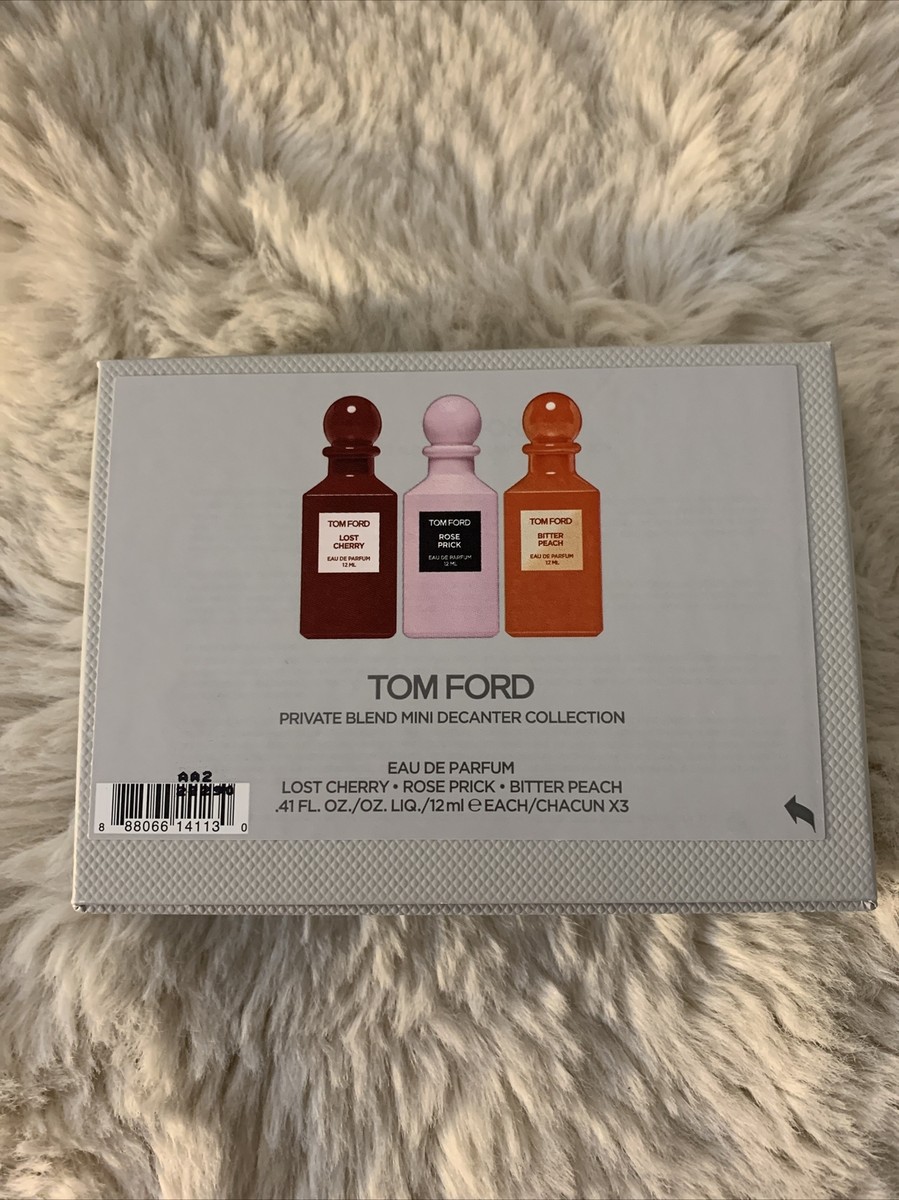 TOM FORD
LOST
CHERRY
EAU DE PARFUM
12 ML
TOM FORD
ROSE
PRICK
EAU DE PARFUM
12 ML
TOM FORD
BITTER
PEACH
EAU DE PARFUM
12 ML
TOM FORD
PRIVATE BLEND MINI DECANTER COLLECTION
EAU DE PARFUM
LOST CHERRY • ROSE PRICK • BITTER PEACH
.41 FL. OZ./OZ. LIQ./12ml ℮ EACH/CHACUN X3
AA2
8 88066 14113 0